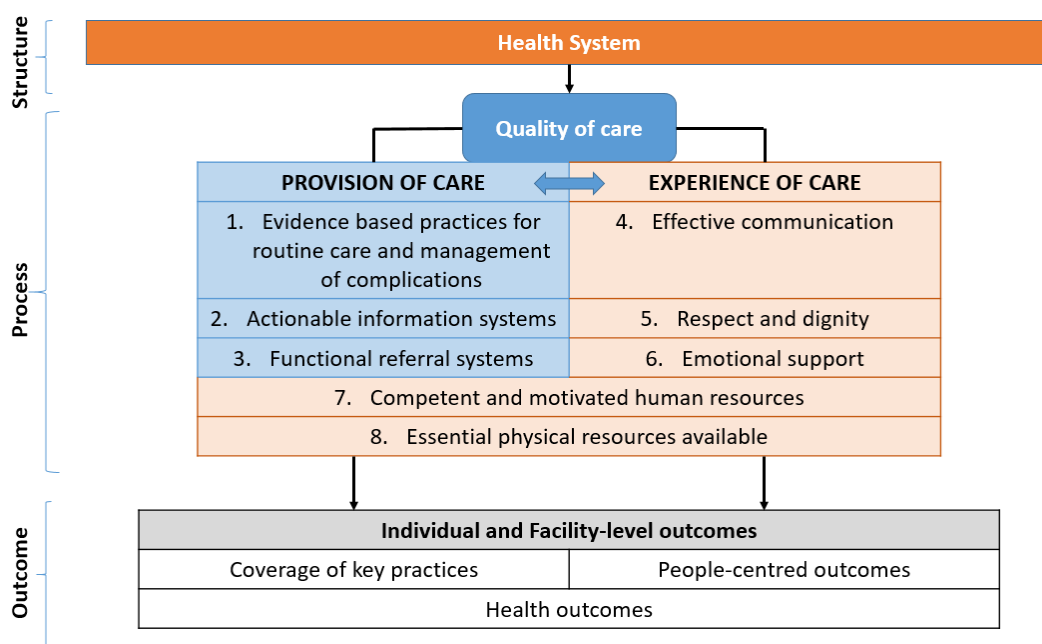 Structure
Health System
Process
Quality of care
PROVISION OF CARE
EXPERIENCE OF CARE
1. Evidence based practices for
routine care and management
of complications
4. Effective communication
2. Actionable information systems
5. Respect and dignity
3. Functional referral systems
6. Emotional support
7. Competent and motivated human resources
8. Essential physical resources available
Outcome
Individual and Facility-level outcomes
Coverage of key practices
People-centred outcomes
Health outcomes